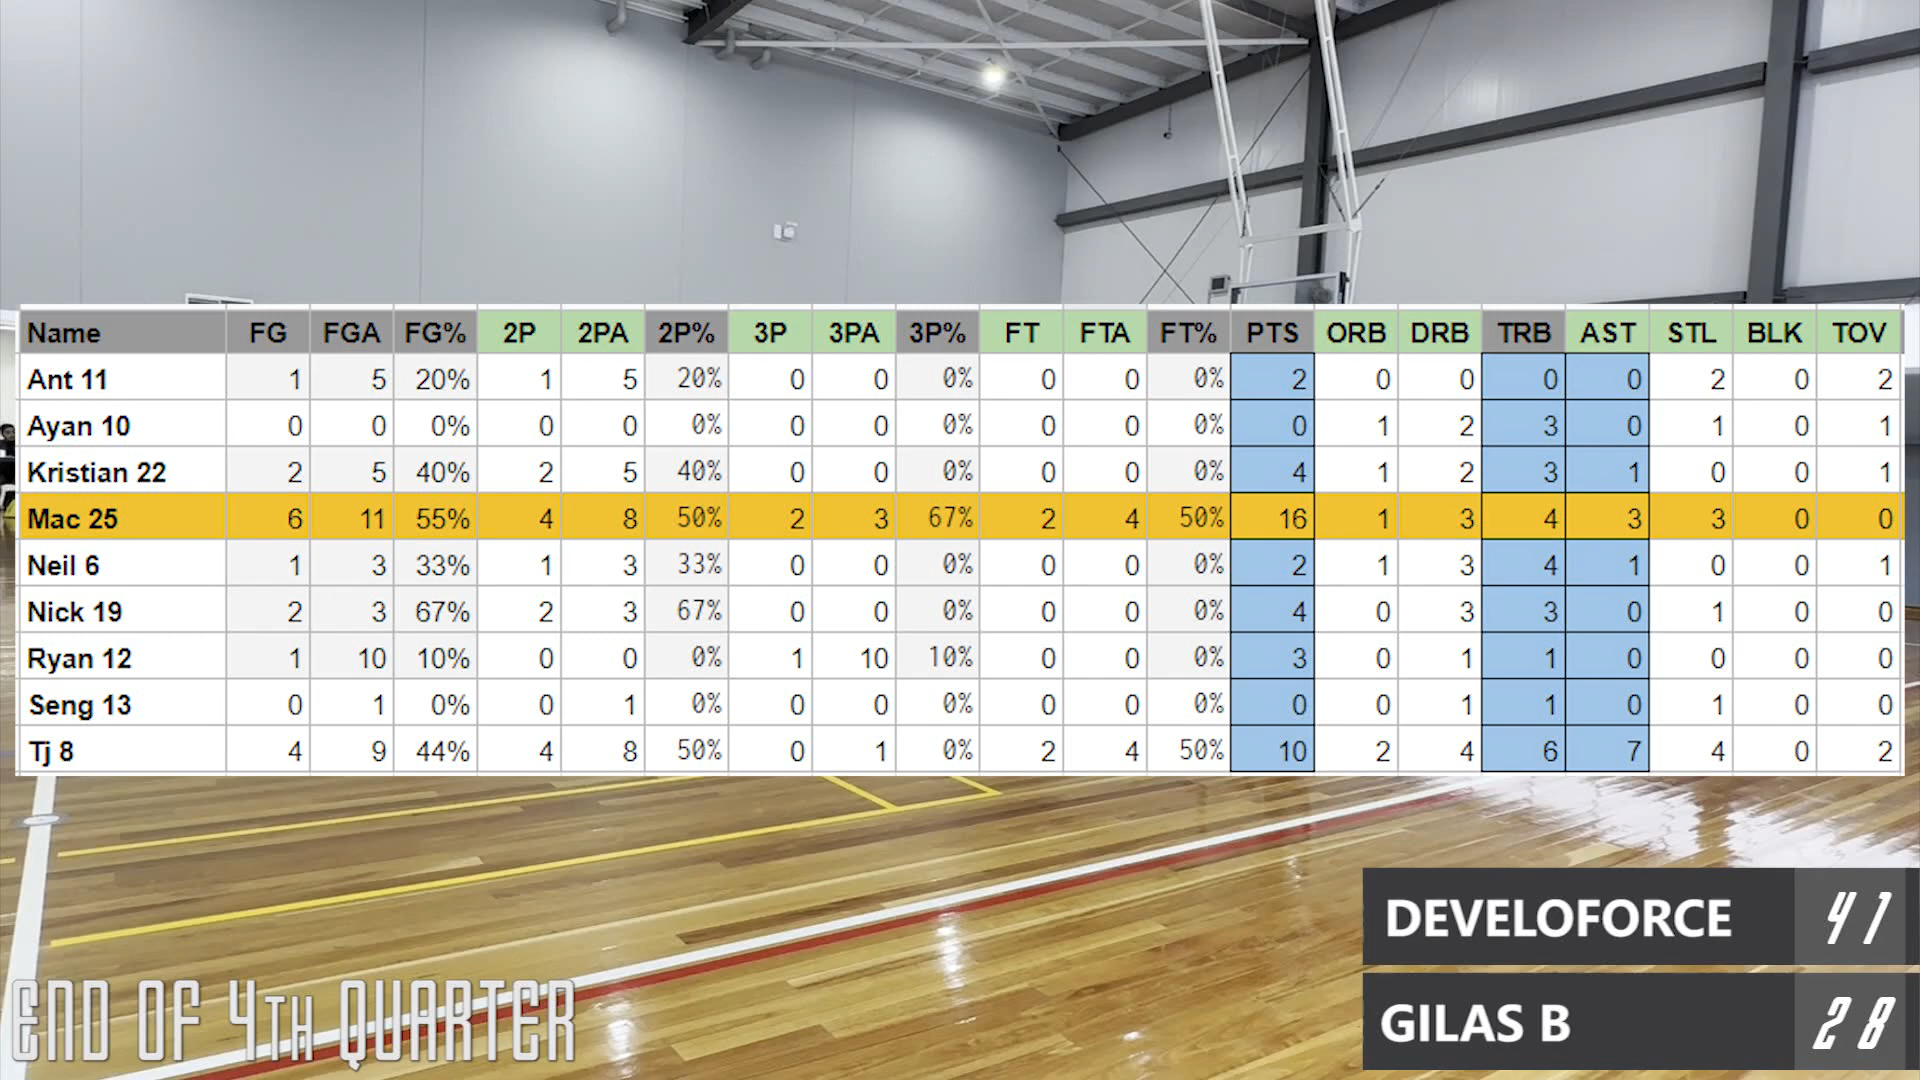 Name FG FGA FG% 2P 2PA 2P% 3P 3PA 3P% FT FTA FT% PTS ORB DRB TRB AST STL BLK TOV
Ant 11 1 5 20% 1 5 20% 0 0 0% 0 0 0% 2 0 0 0 0 2 0 2
Ayan 10 0 0 0% 0 0 0% 0 0 0% 0 0 0% 0 1 2 3 0 1 0 1
Kristian 22 2 5 40% 2 5 40% 0 0 0% 0 0 0% 4 1 2 3 1 0 0 1
Mac 25 6 11 55% 4 8 50% 2 3 67% 2 4 50% 16 1 3 4 3 3 0 0
Neil 6 1 3 33% 1 3 33% 0 0 0% 0 0 0% 2 1 3 4 1 0 0 1
Nick 19 2 3 67% 2 3 67% 0 0 0% 0 0 0% 4 0 3 3 0 1 0 0
Ryan 12 1 10 10% 0 0 0% 1 10 10% 0 0 0% 3 0 1 1 0 0 0 0
Seng 13 0 1 0% 0 1 0% 0 0 0% 0 0 0% 0 0 1 1 0 1 0 0
Tj 8 4 9 44% 4 8 50% 0 1 0% 2 4 50% 10 2 4 6 7 4 0 2
DEVELOFORCE 41
GILAS B 28
END OF 4TH QUARTER